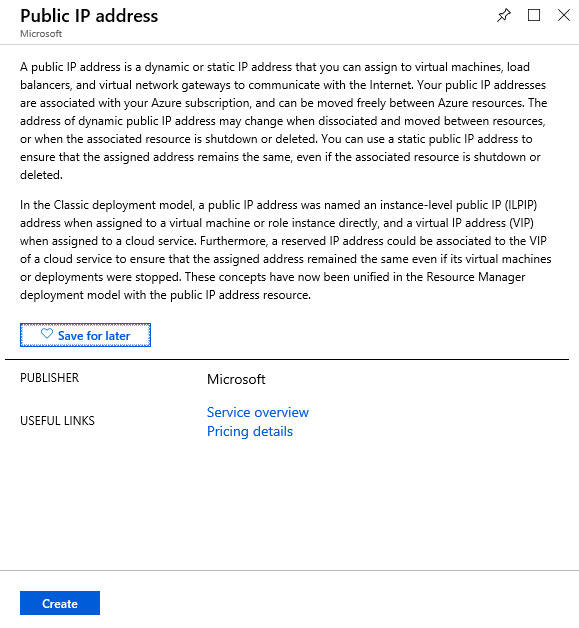 Public IP address
Microsoft
A public IP address is a dynamic or static IP address that you can assign to virtual machines, load
balancers, and virtual network gateways to communicate with the Internet. Your public IP addresses
are associated with your Azure subscription, and can be moved freely between Azure resources. The
address of dynamic public IP address may change when dissociated and moved between resources,
or when the associated resource is shutdown or deleted. You can use a static public IP address to
ensure that the assigned address remains the same, even if the associated resource is shutdown or
deleted.
In the Classic deployment model, a public IP address was named an instance-level public IP (ILPIP)
address when assigned to a virtual machine or role instance directly, and a virtual IP address (VIP)
when assigned to a cloud service. Furthermore, a reserved IP address could be associated to the VIP
of a cloud service to ensure that the assigned address remained the same even if its virtual machines
or deployments were stopped. These concepts have now been unified in the Resource Manager
deployment model with the public IP address resource.
Save for later
PUBLISHER Microsoft
USEFUL LINKS Service overview
Pricing details
Create